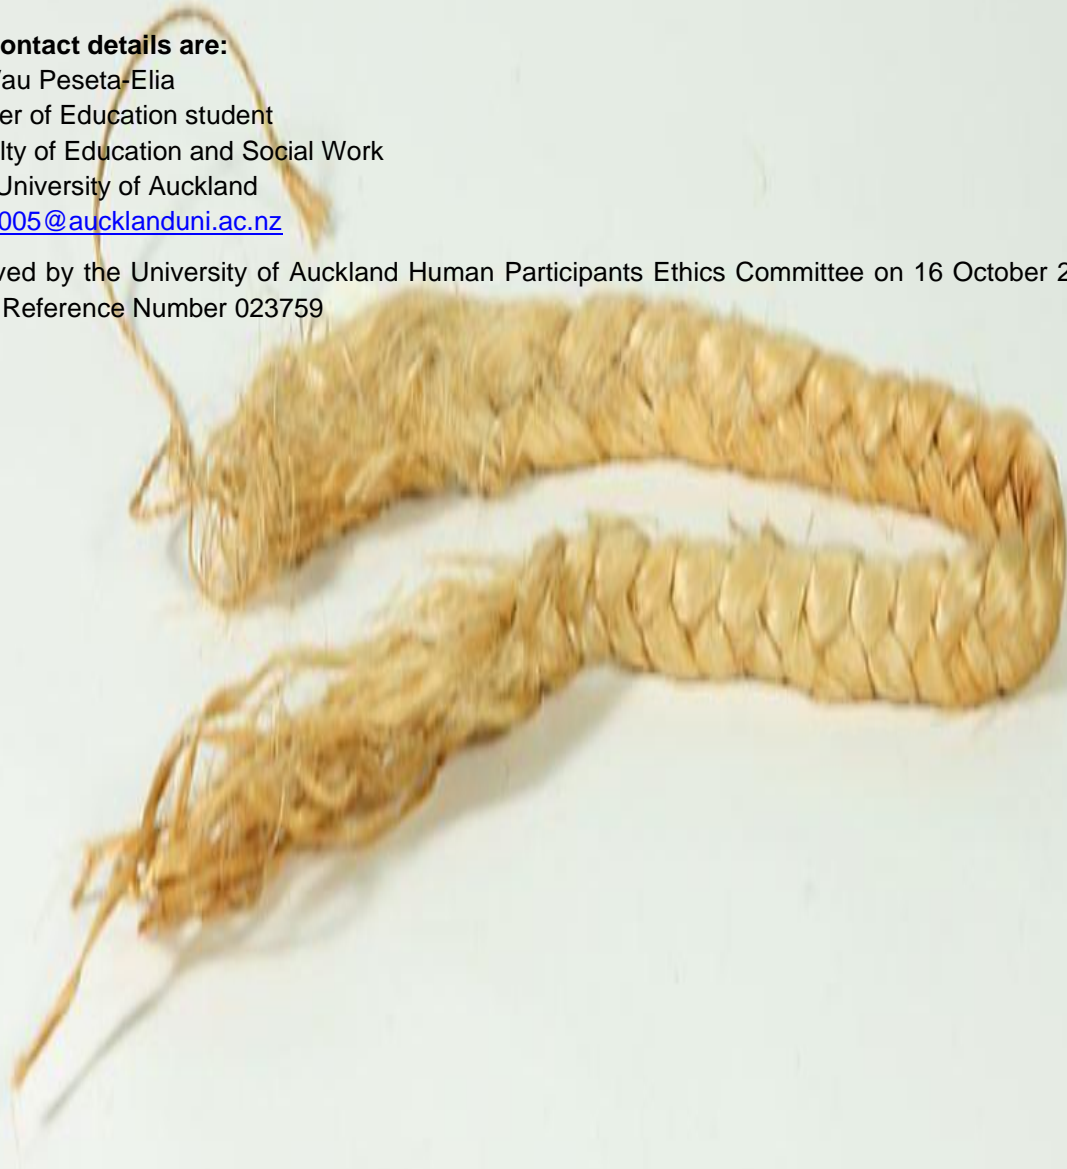 ontact details are:
Vau Peseta-Elia
er of Education student
lty of Education and Social Work
University of Auckland
005@aucklanduni.ac.nz
ved by the University of Auckland Human Participants Ethics Committee on 16 October 2
Reference Number 023759